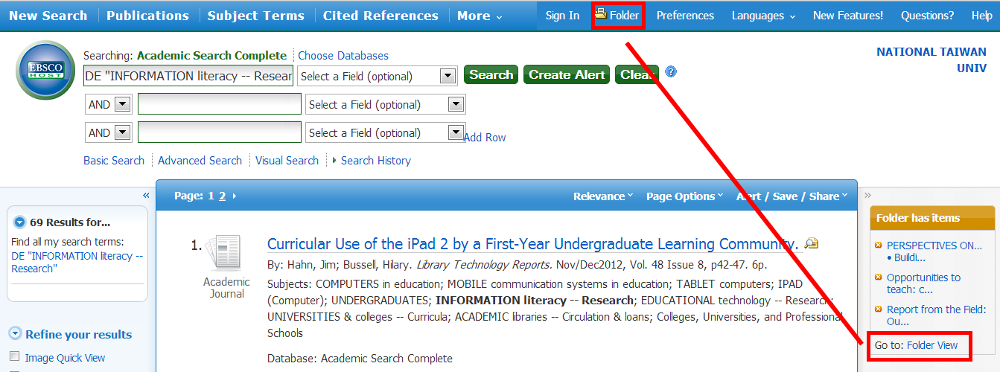 New Search Publications Subject Terms Cited References More Sign In Folder Preferences Languages New Features! Questions? Help
EBSCO
HOST
Searching: Academic Search Complete Choose Databases
NATIONAL TAIWAN
UNIV
DE "INFORMATION literacy -- Resear Select a Field (optional) Search Create Alert Clear ?
AND Select a Field (optional)
AND Select a Field (optional) Add Row
Basic Search Advanced Search Visual Search Search History
« Page: 1 2 Relevance Page Options Alert / Save / Share »
69 Results for...
Find all my search terms:
DE "INFORMATION literacy --
Research"
Refine your results
Image Quick View
1. Curricular Use of the iPad 2 by a First-Year Undergraduate Learning Community.
Academic
Journal
By: Hahn, Jim; Bussell, Hilary. Library Technology Reports. Nov/Dec2012, Vol. 48 Issue 8, p42-47. 6p.
Subjects: COMPUTERS in education; MOBILE communication systems in education; TABLET computers; IPAD
(Computer); UNDERGRADUATES; INFORMATION literacy -- Research; EDUCATIONAL technology -- Research;
UNIVERSITIES & colleges -- Curricula; ACADEMIC libraries -- Circulation & loans; Colleges, Universities, and Professional
Schools
Database: Academic Search Complete
Folder has items
PERSPECTIVES ON...
• Buildi...
Opportunities to
teach: c...
Report from the Field:
Ou...
Go to: Folder View